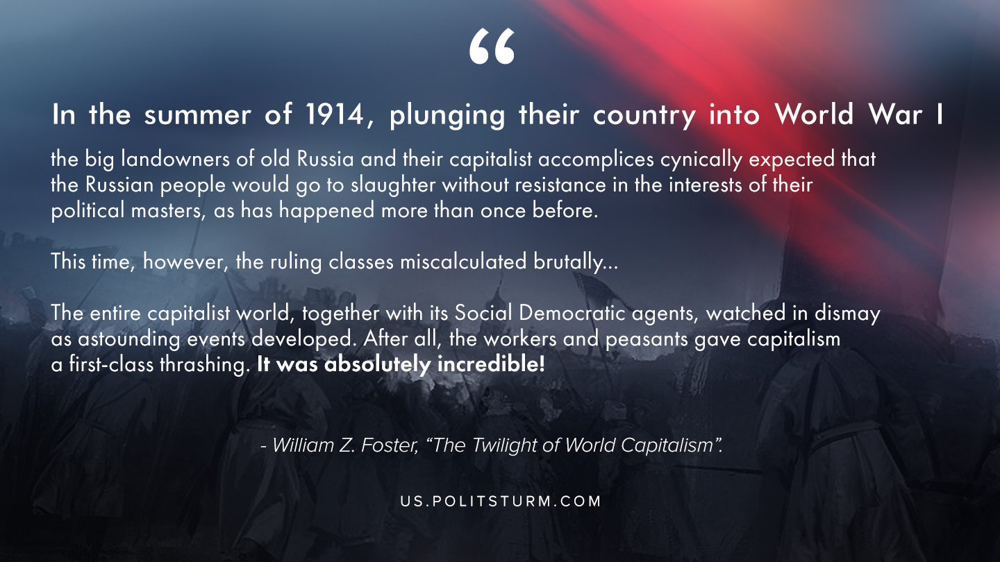 “
In the summer of 1914, plunging their country into World War I
the big landowners of old Russia and their capitalist accomplices cynically expected that
the Russian people would go to slaughter without resistance in the interests of their
political masters, as has happened more than once before.
This time, however, the ruling classes miscalculated brutally...
The entire capitalist world, together with its Social Democratic agents, watched in dismay
as astounding events developed. After all, the workers and peasants gave capitalism
a first-class thrashing. It was absolutely incredible!
- William Z. Foster, “The Twilight of World Capitalism”.
US.POLITSTURM.COM